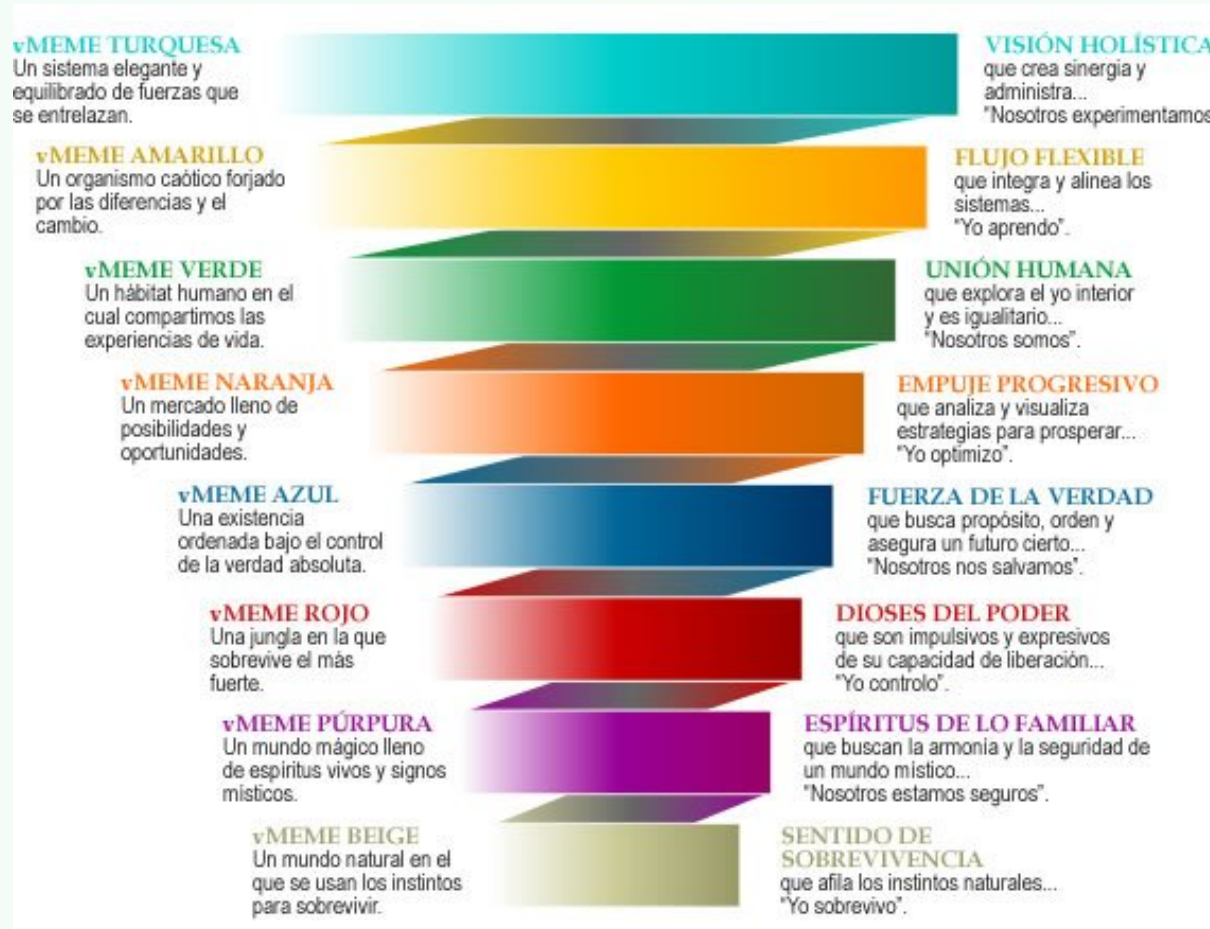 vMEME TURQUESA
Un sistema elegante y
equilibrado de fuerzas que
se entrelazan.
VISIÓN HOLÍSTICA
que crea sinergia y
administra...
"Nosotros experimentamos
vMEME AMARILLO
Un organismo caótico forjado
por las diferencias y el
cambio.
FLUJO FLEXIBLE
que integra y alinea los
sistemas...
"Yo aprendo".
vMEME VERDE
Un hábitat humano en el
cual compartimos las
experiencias de vida.
UNIÓN HUMANA
que explora el yo interior
y es igualitario...
"Nosotros somos".
vMEME NARANJA
Un mercado lleno de
posibilidades y
oportunidades.
EMPUJE PROGRESIVO
que analiza y visualiza
estrategias para prosperar...
"Yo optimizo".
vMEME AZUL
Una existencia
ordenada bajo el control
de la verdad absoluta.
FUERZA DE LA VERDAD
que busca propósito, orden y
asegura un futuro cierto...
"Nosotros nos salvamos".
vMEME ROJO
Una jungla en la que
sobrevive el más
fuerte.
DIOSES DEL PODER
que son impulsivos y expresivos
de su capacidad de liberación...
"Yo controlo".
vMEME PÚRPURA
Un mundo mágico lleno
de espíritus vivos y signos
místicos.
ESPÍRITUS DE LO FAMILIAR
que buscan la armonía y la seguridad de
un mundo místico...
"Nosotros estamos seguros".
vMEME BEIGE
Un mundo natural en el
que se usan los instintos
para sobrevivir.
SENTIDO DE
SOBREVIVENCIA
que afila los instintos naturales...
"Yo sobrevivo".